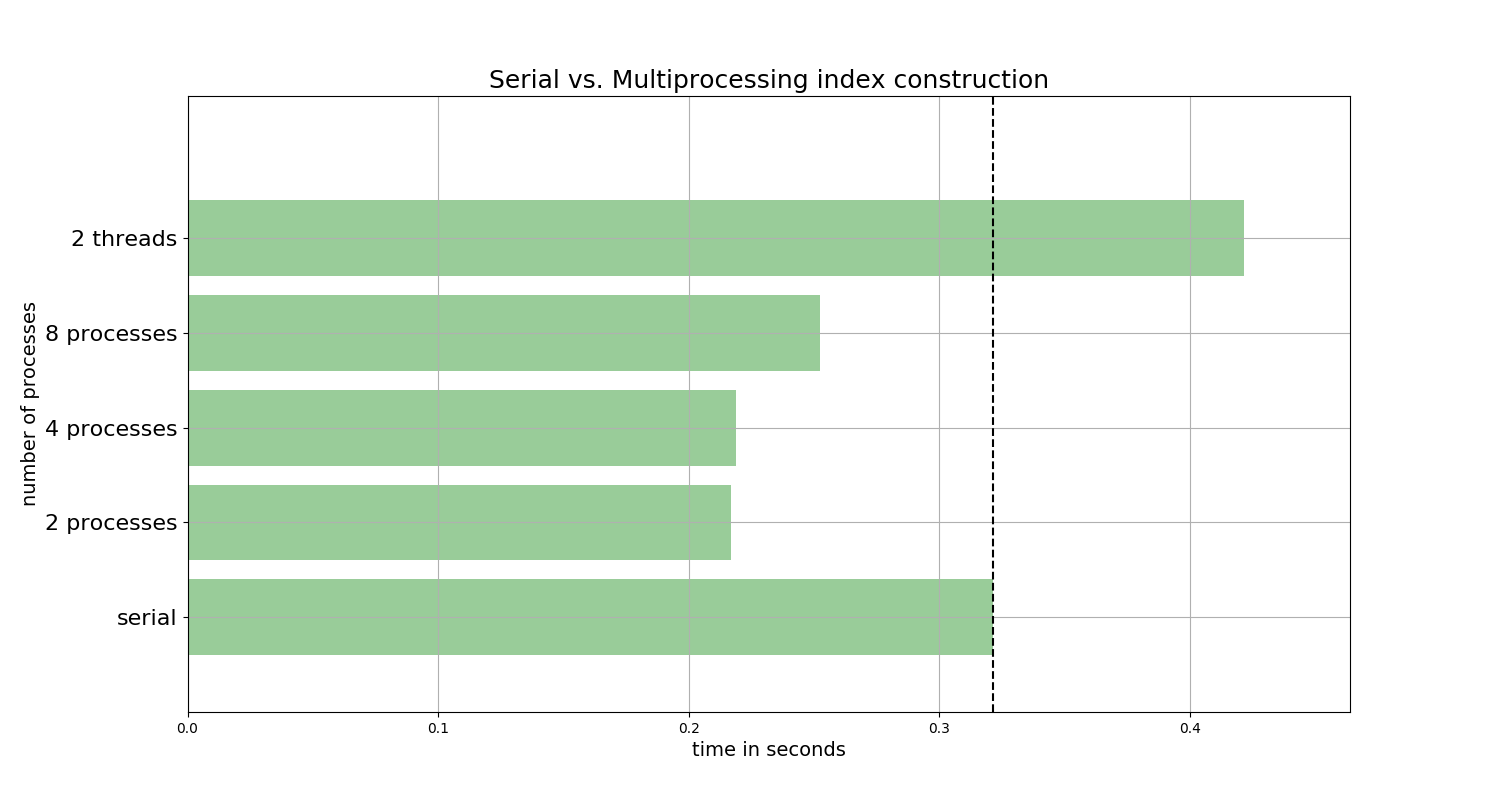 Serial vs. Multiprocessing index construction
number of processes
2 threads
8 processes
4 processes
2 processes
serial
0.0 0.1 0.2 0.3 0.4
time in seconds